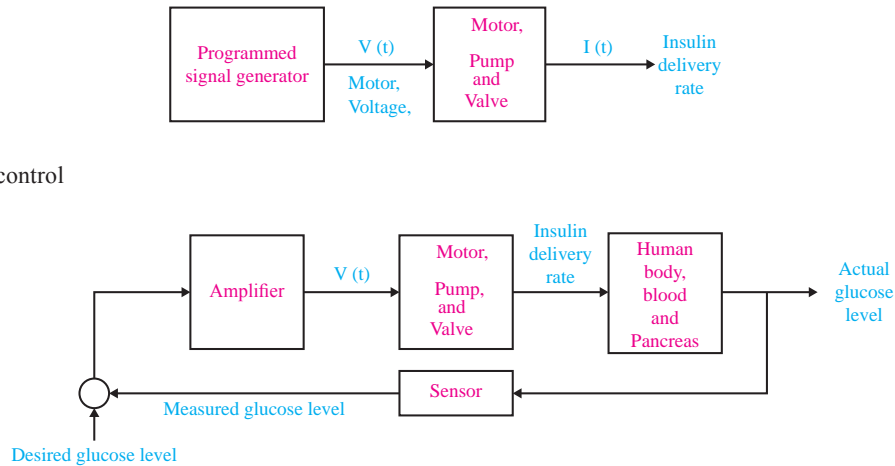 Programmed
signal generator
V (t)
Motor,
Voltage,
Motor,
Pump
and
Valve
I (t)
Insulin
delivery
rate
control
Amplifier
V (t)
Motor,
Pump,
and
Valve
Insulin
delivery
rate
Human
body,
blood
and
Pancreas
Actual
glucose
level
Sensor
Measured glucose level
Desired glucose level